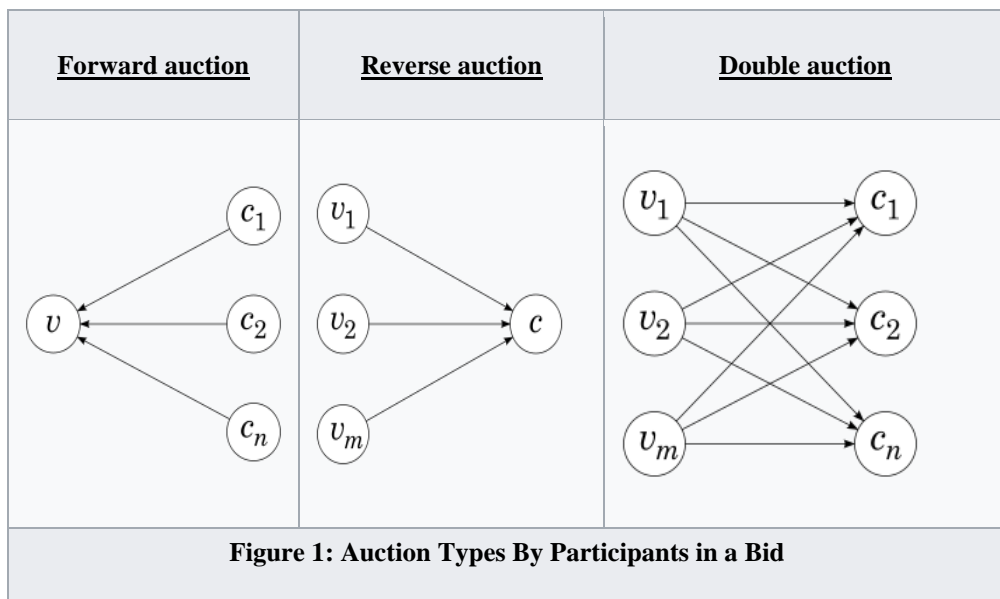 Forward auction
Reverse auction
Double auction
c₁
v
c₂
cₙ
v₁
v₂
c
vₘ
v₁
c₁
v₂
c₂
vₘ
cₙ
Figure 1: Auction Types By Participants in a Bid